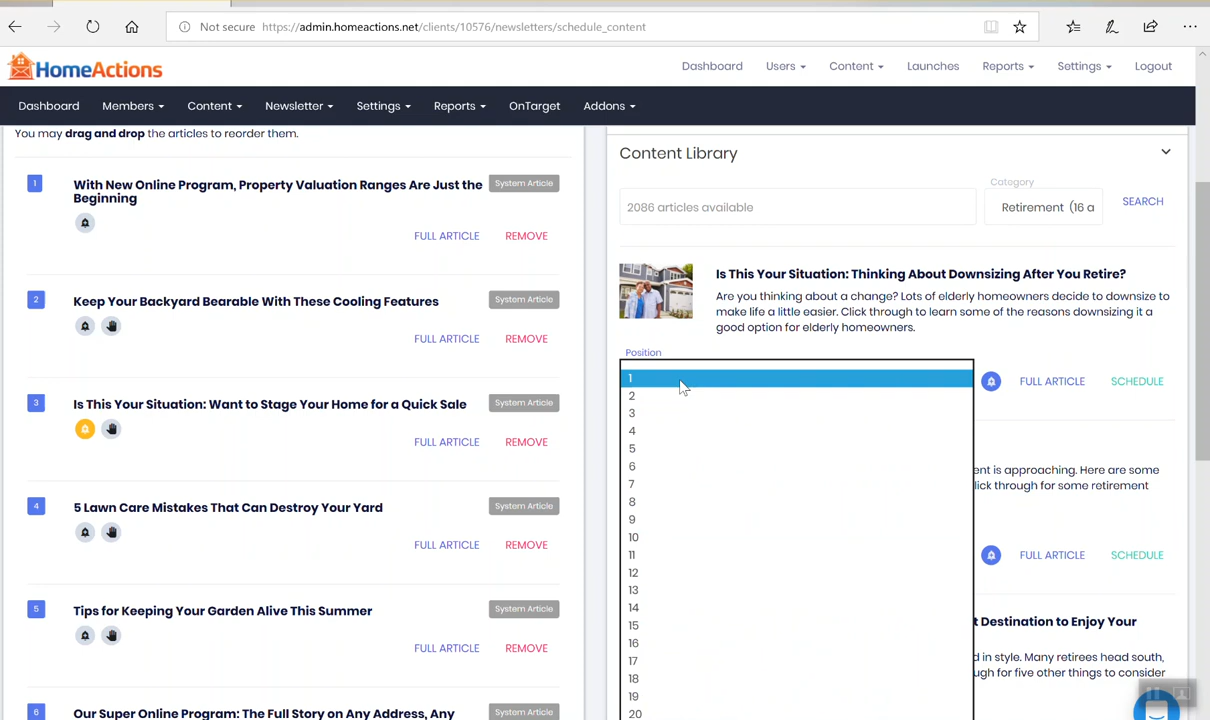 Not secure https://admin.homeactions.net/clients/10576/newsletters/schedule_content
HomeActions
Dashboard Users Content Launches Reports Settings Logout
Dashboard Members Content Newsletter Settings Reports OnTarget Addons
You may drag and drop the articles to reorder them.
1
With New Online Program, Property Valuation Ranges Are Just the
Beginning
System Article
FULL ARTICLE REMOVE
2
Keep Your Backyard Bearable With These Cooling Features
System Article
FULL ARTICLE REMOVE
3
Is This Your Situation: Want to Stage Your Home for a Quick Sale
System Article
FULL ARTICLE REMOVE
4
5 Lawn Care Mistakes That Can Destroy Your Yard
System Article
FULL ARTICLE REMOVE
5
Tips for Keeping Your Garden Alive This Summer
System Article
FULL ARTICLE REMOVE
6
Our Super Online Program: The Full Story on Any Address, Any
System Article
Content Library
2086 articles available
Category
Retirement (16 a
SEARCH
Is This Your Situation: Thinking About Downsizing After You Retire?
Are you thinking about a change? Lots of elderly homeowners decide to downsize to
make life a little easier. Click through to learn some of the reasons downsizing it a
good option for elderly homeowners.
Position
1
2
3
4
5
6
7
8
9
10
11
12
13
14
15
16
17
18
19
20
FULL ARTICLE SCHEDULE
ent is approaching. Here are some
lick through for some retirement
FULL ARTICLE SCHEDULE
t Destination to Enjoy Your
d in style. Many retirees head south,
ugh for five other things to consider